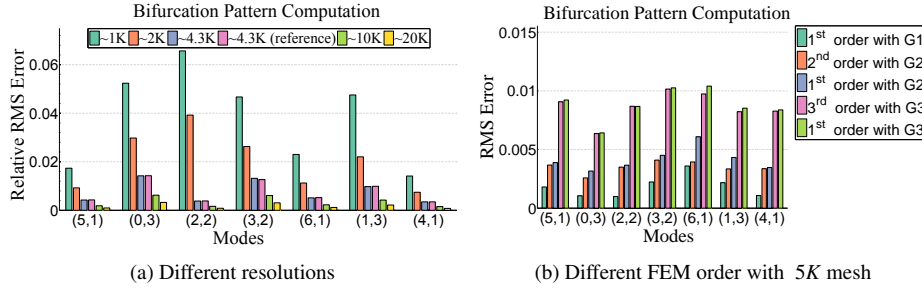 Bifurcation Pattern Computation
~1K ~2K ~4.3K ~4.3K (reference) ~10K ~20K
Relative RMS Error
0.06
0.04
0.02
0
(5,1) (0,3) (2,2) (3,2) (6,1) (1,3) (4,1)
Modes
(a) Different resolutions
Bifurcation Pattern Computation
RMS Error
0.015
0.01
0.005
0
(5,1) (0,3) (2,2) (3,2) (6,1) (1,3) (4,1)
Modes
1st order with G1
2nd order with G2
1st order with G2
3rd order with G3
1st order with G3
(b) Different FEM order with 5K mesh